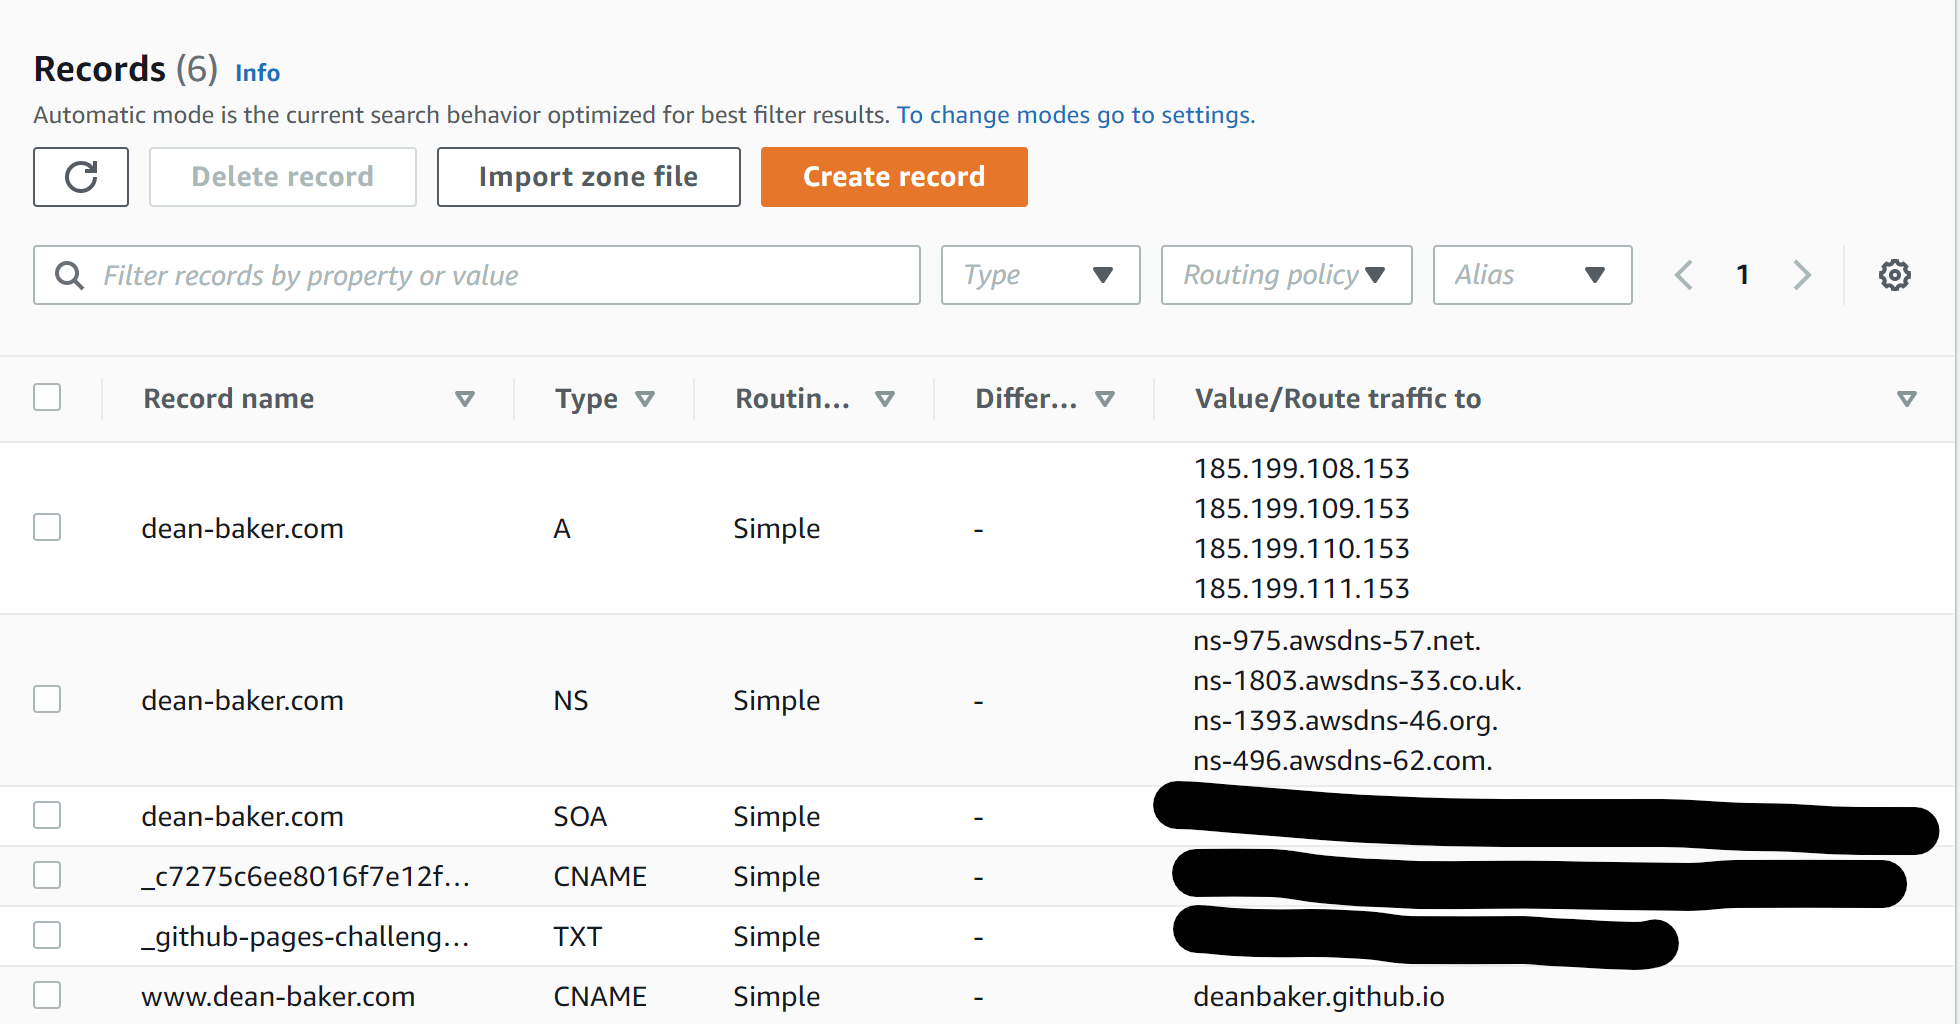 Records (6) Info
Automatic mode is the current search behavior optimized for best filter results. To change modes go to settings.
Delete record Import zone file Create record
Filter records by property or value Type Routing policy Alias 1
Record name Type Routin... Differ... Value/Route traffic to
185.199.108.153
185.199.109.153
dean-baker.com A Simple -
185.199.110.153
185.199.111.153
ns-975.awsdns-57.net.
ns-1803.awsdns-33.co.uk.
dean-baker.com NS Simple -
ns-1393.awsdns-46.org.
ns-496.awsdns-62.com.
dean-baker.com SOA Simple -
_c7275c6ee8016f7e12f... CNAME Simple -
_github-pages-challeng... TXT Simple -
www.dean-baker.com CNAME Simple - deanbaker.github.io